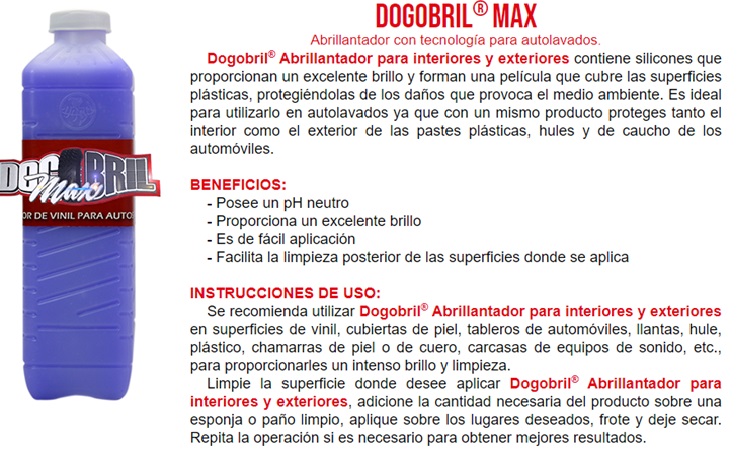 DOGOBRIL® MAX
Abrillantador con tecnología para autolavados.
Dogobril® Abrillantador para interiores y exteriores contiene silicones que
proporcionan un excelente brillo y forman una película que cubre las superficies
plásticas, protegiéndolas de los daños que provoca el medio ambiente. Es ideal
para utilizarlo en autolavados ya que con un mismo producto proteges tanto el
interior como el exterior de las pastes plásticas, hules y de caucho de los
automóviles.
BENEFICIOS:
- Posee un pH neutro
- Proporciona un excelente brillo
- Es de fácil aplicación
- Facilita la limpieza posterior de las superficies donde se aplica
INSTRUCCIONES DE USO:
Se recomienda utilizar Dogobril® Abrillantador para interiores y exteriores
en superficies de vinil, cubiertas de piel, tableros de automóviles, llantas, hule,
plástico, chamarras de piel o de cuero, carcasas de equipos de sonido, etc.,
para proporcionarles un intenso brillo y limpieza.
Limpie la superficie donde desee aplicar Dogobril® Abrillantador para
interiores y exteriores, adicione la cantidad necesaria del producto sobre una
esponja o paño limpio, aplique sobre los lugares deseados, frote y deje secar.
Repita la operación si es necesario para obtener mejores resultados.
DOGOBRIL
Max
OR DE VINIL PARA AUTO